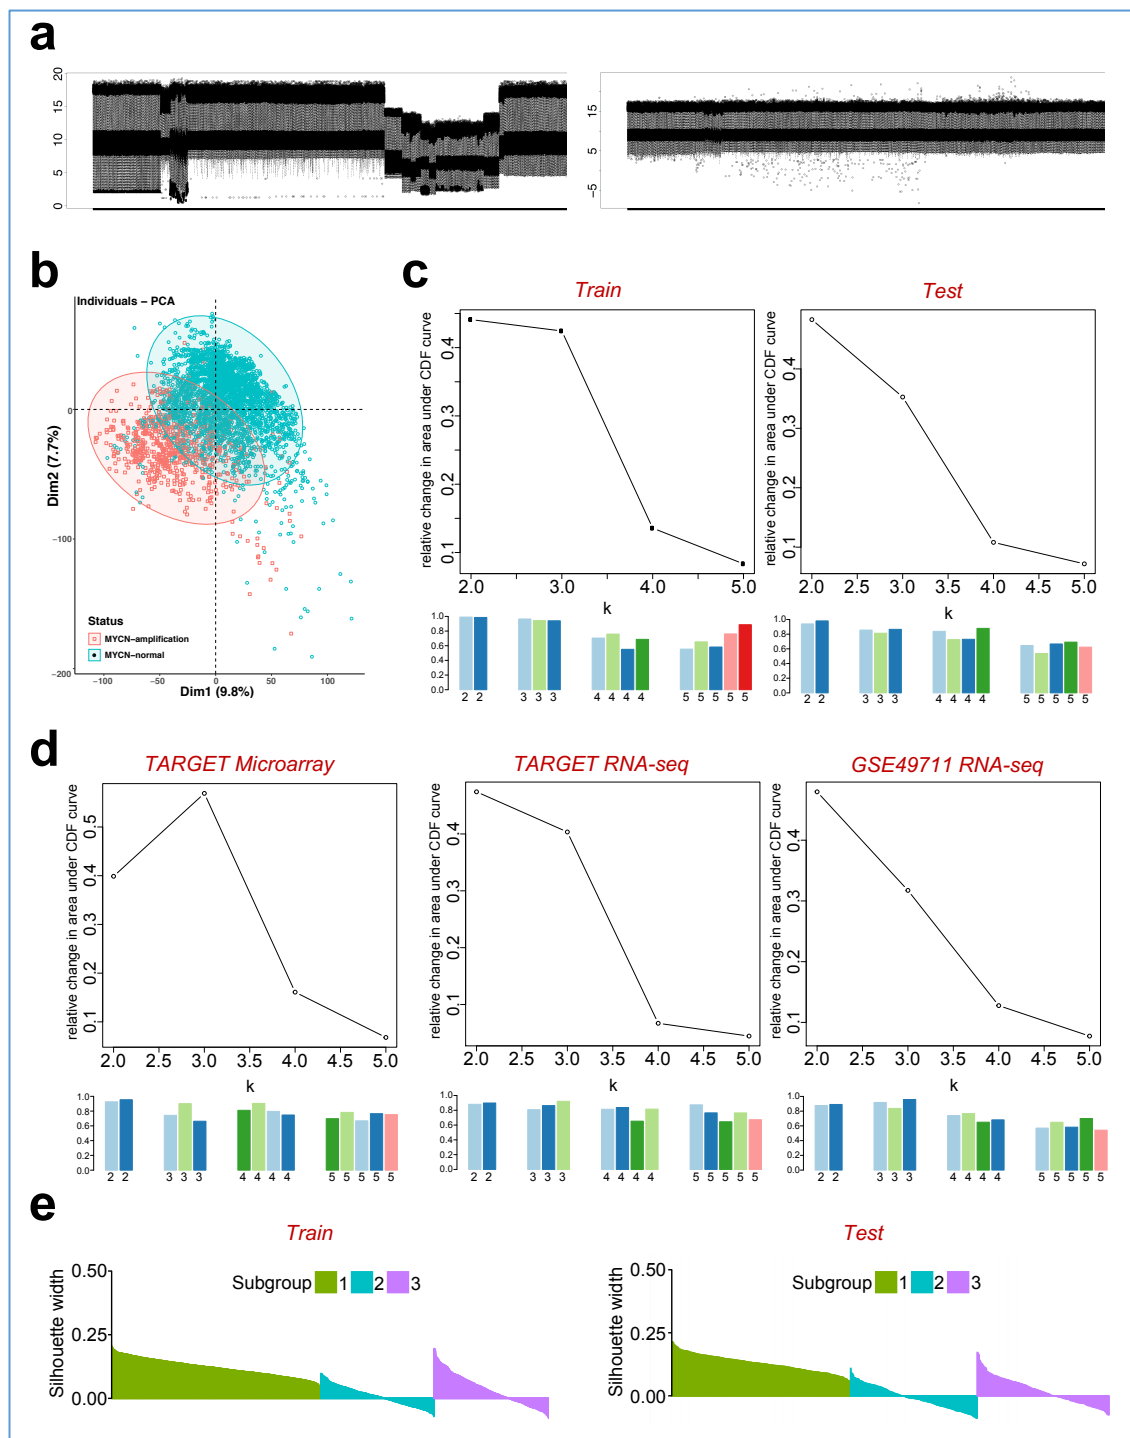 a
20
15
10
5
0
15
5
−5
b
Individuals − PCA
0
−100
−200
Dim2 (7.7%)
−100
−50
0
50
100
Dim1 (9.8%)
Status
MYCN−amplification
MYCN−normal
c
Train
relative change in area under CDF curve
0.4
0.3
0.2
0.1
2.0
3.0
4.0
5.0
k
1.0
0.8
0.6
0.4
0.2
0.0
2 2
3 3 3
4 4 4 4
5 5 5 5 5
Test
relative change in area under CDF curve
0.4
0.3
0.2
0.1
2.0 2.5 3.0 3.5 4.0 4.5 5.0
k
1.0
0.8
0.6
0.4
0.2
0.0
2 2
3 3 3
4 4 4 4
5 5 5 5 5
d
TARGET Microarray
relative change in area under CDF curve
0.5
0.4
0.3
0.2
0.1
2.0 2.5 3.0 3.5 4.0 4.5 5.0
k
1.0
0.8
0.6
0.4
0.2
0.0
2 2
3 3 3
4 4 4 4
5 5 5 5 5
TARGET RNA-seq
relative change in area under CDF curve
0.4
0.3
0.2
0.1
2.0 2.5 3.0 3.5 4.0 4.5 5.0
k
1.0
0.8
0.6
0.4
0.2
0.0
2 2
3 3 3
4 4 4 4
5 5 5 5 5
GSE49711 RNA-seq
relative change in area under CDF curve
0.4
0.3
0.2
0.1
2.0 2.5 3.0 3.5 4.0 4.5 5.0
k
1.0
0.8
0.6
0.4
0.2
0.0
2 2
3 3 3
4 4 4 4
5 5 5 5 5
e
Train
Subgroup 1 2 3
Silhouette width
0.50
0.25
0.00
Test
Subgroup 1 2 3
Silhouette width
0.50
0.25
0.00